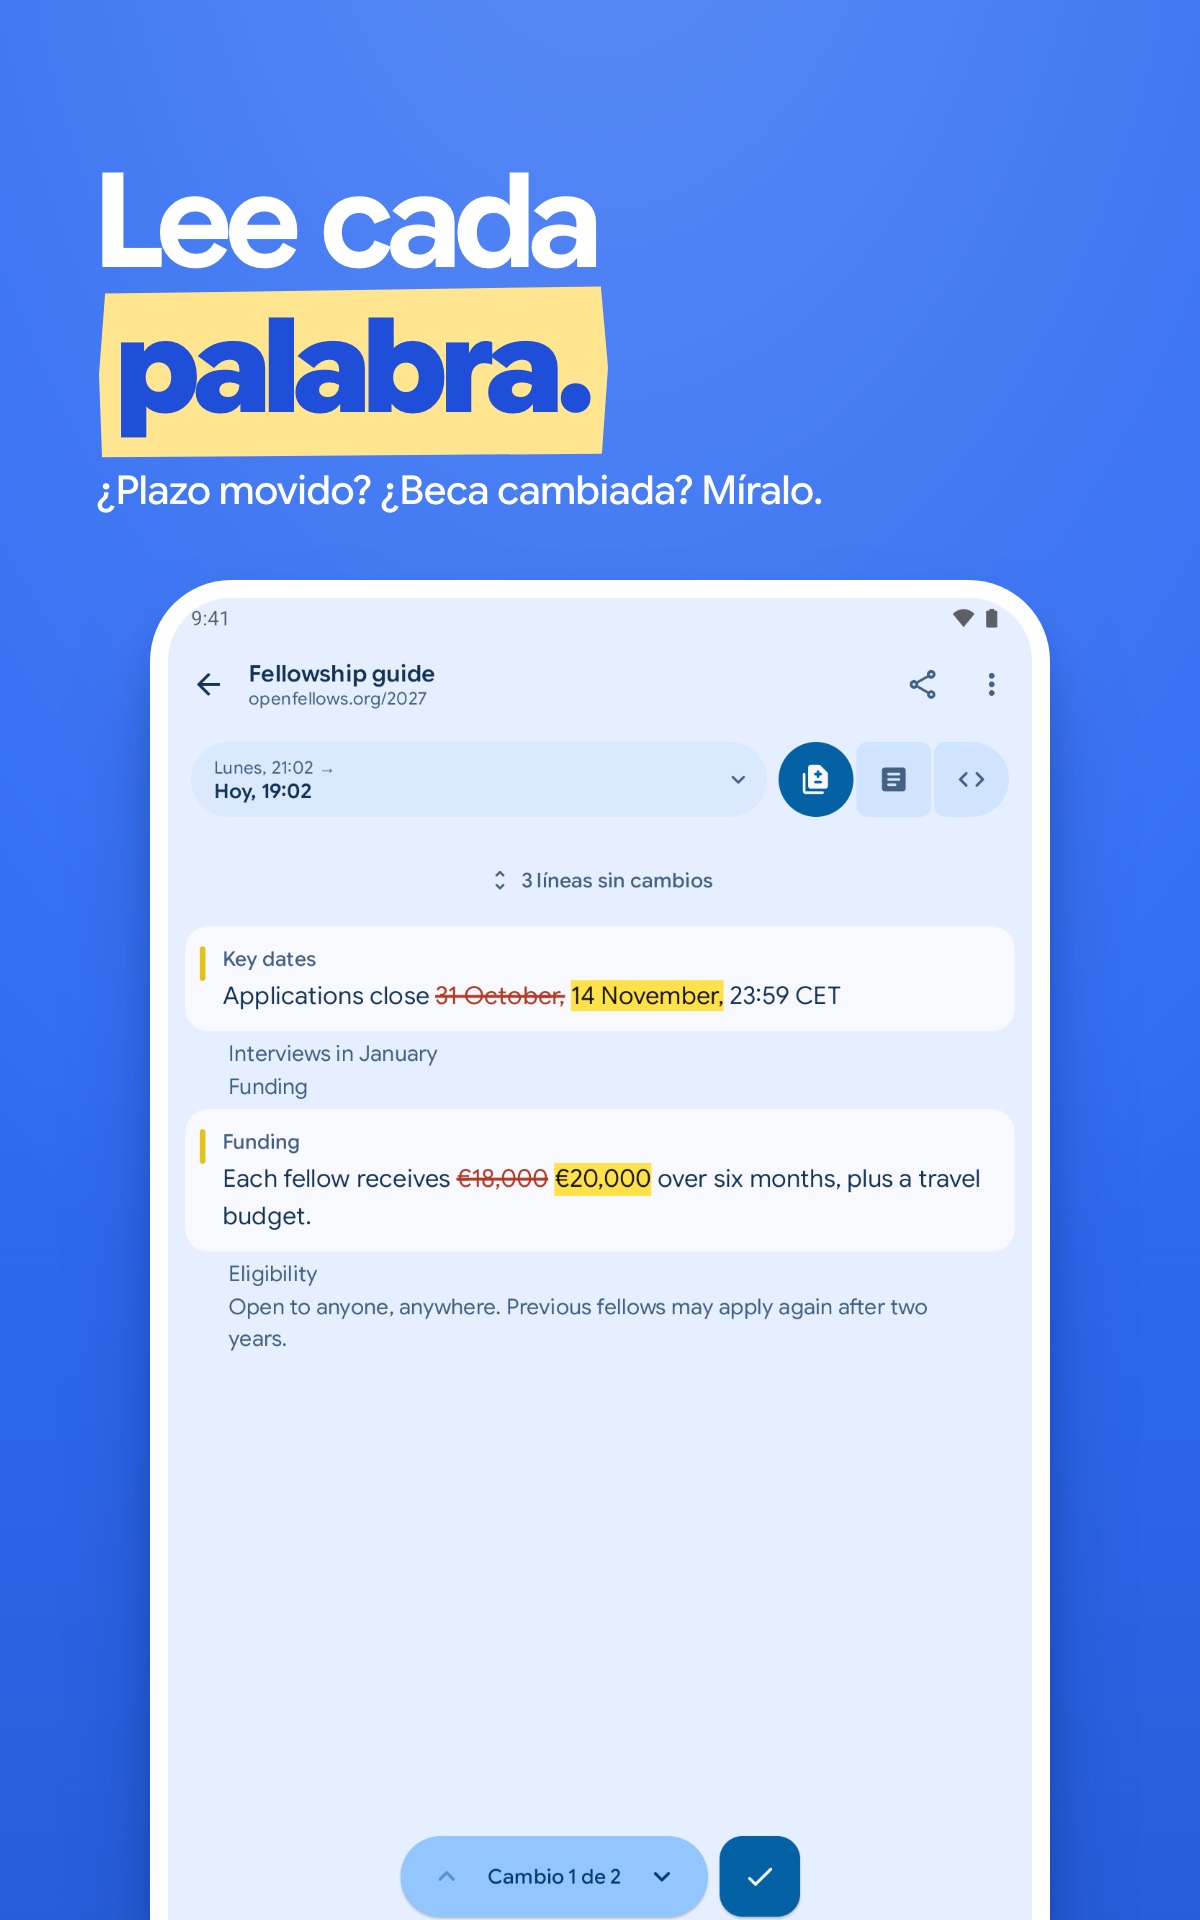 Lee cada
palabra.
¿Plazo movido? ¿Beca cambiada? Míralo.
9:41
Fellowship guide
openfellows.org/2027
Lunes, 21:02 →
Hoy, 19:02
3 líneas sin cambios
Key dates
Applications close 31 October, 14 November, 23:59 CET
Interviews in January
Funding
Funding
Each fellow receives €18,000 €20,000 over six months, plus a travel
budget.
Eligibility
Open to anyone, anywhere. Previous fellows may apply again after two
years.
Cambio 1 de 2